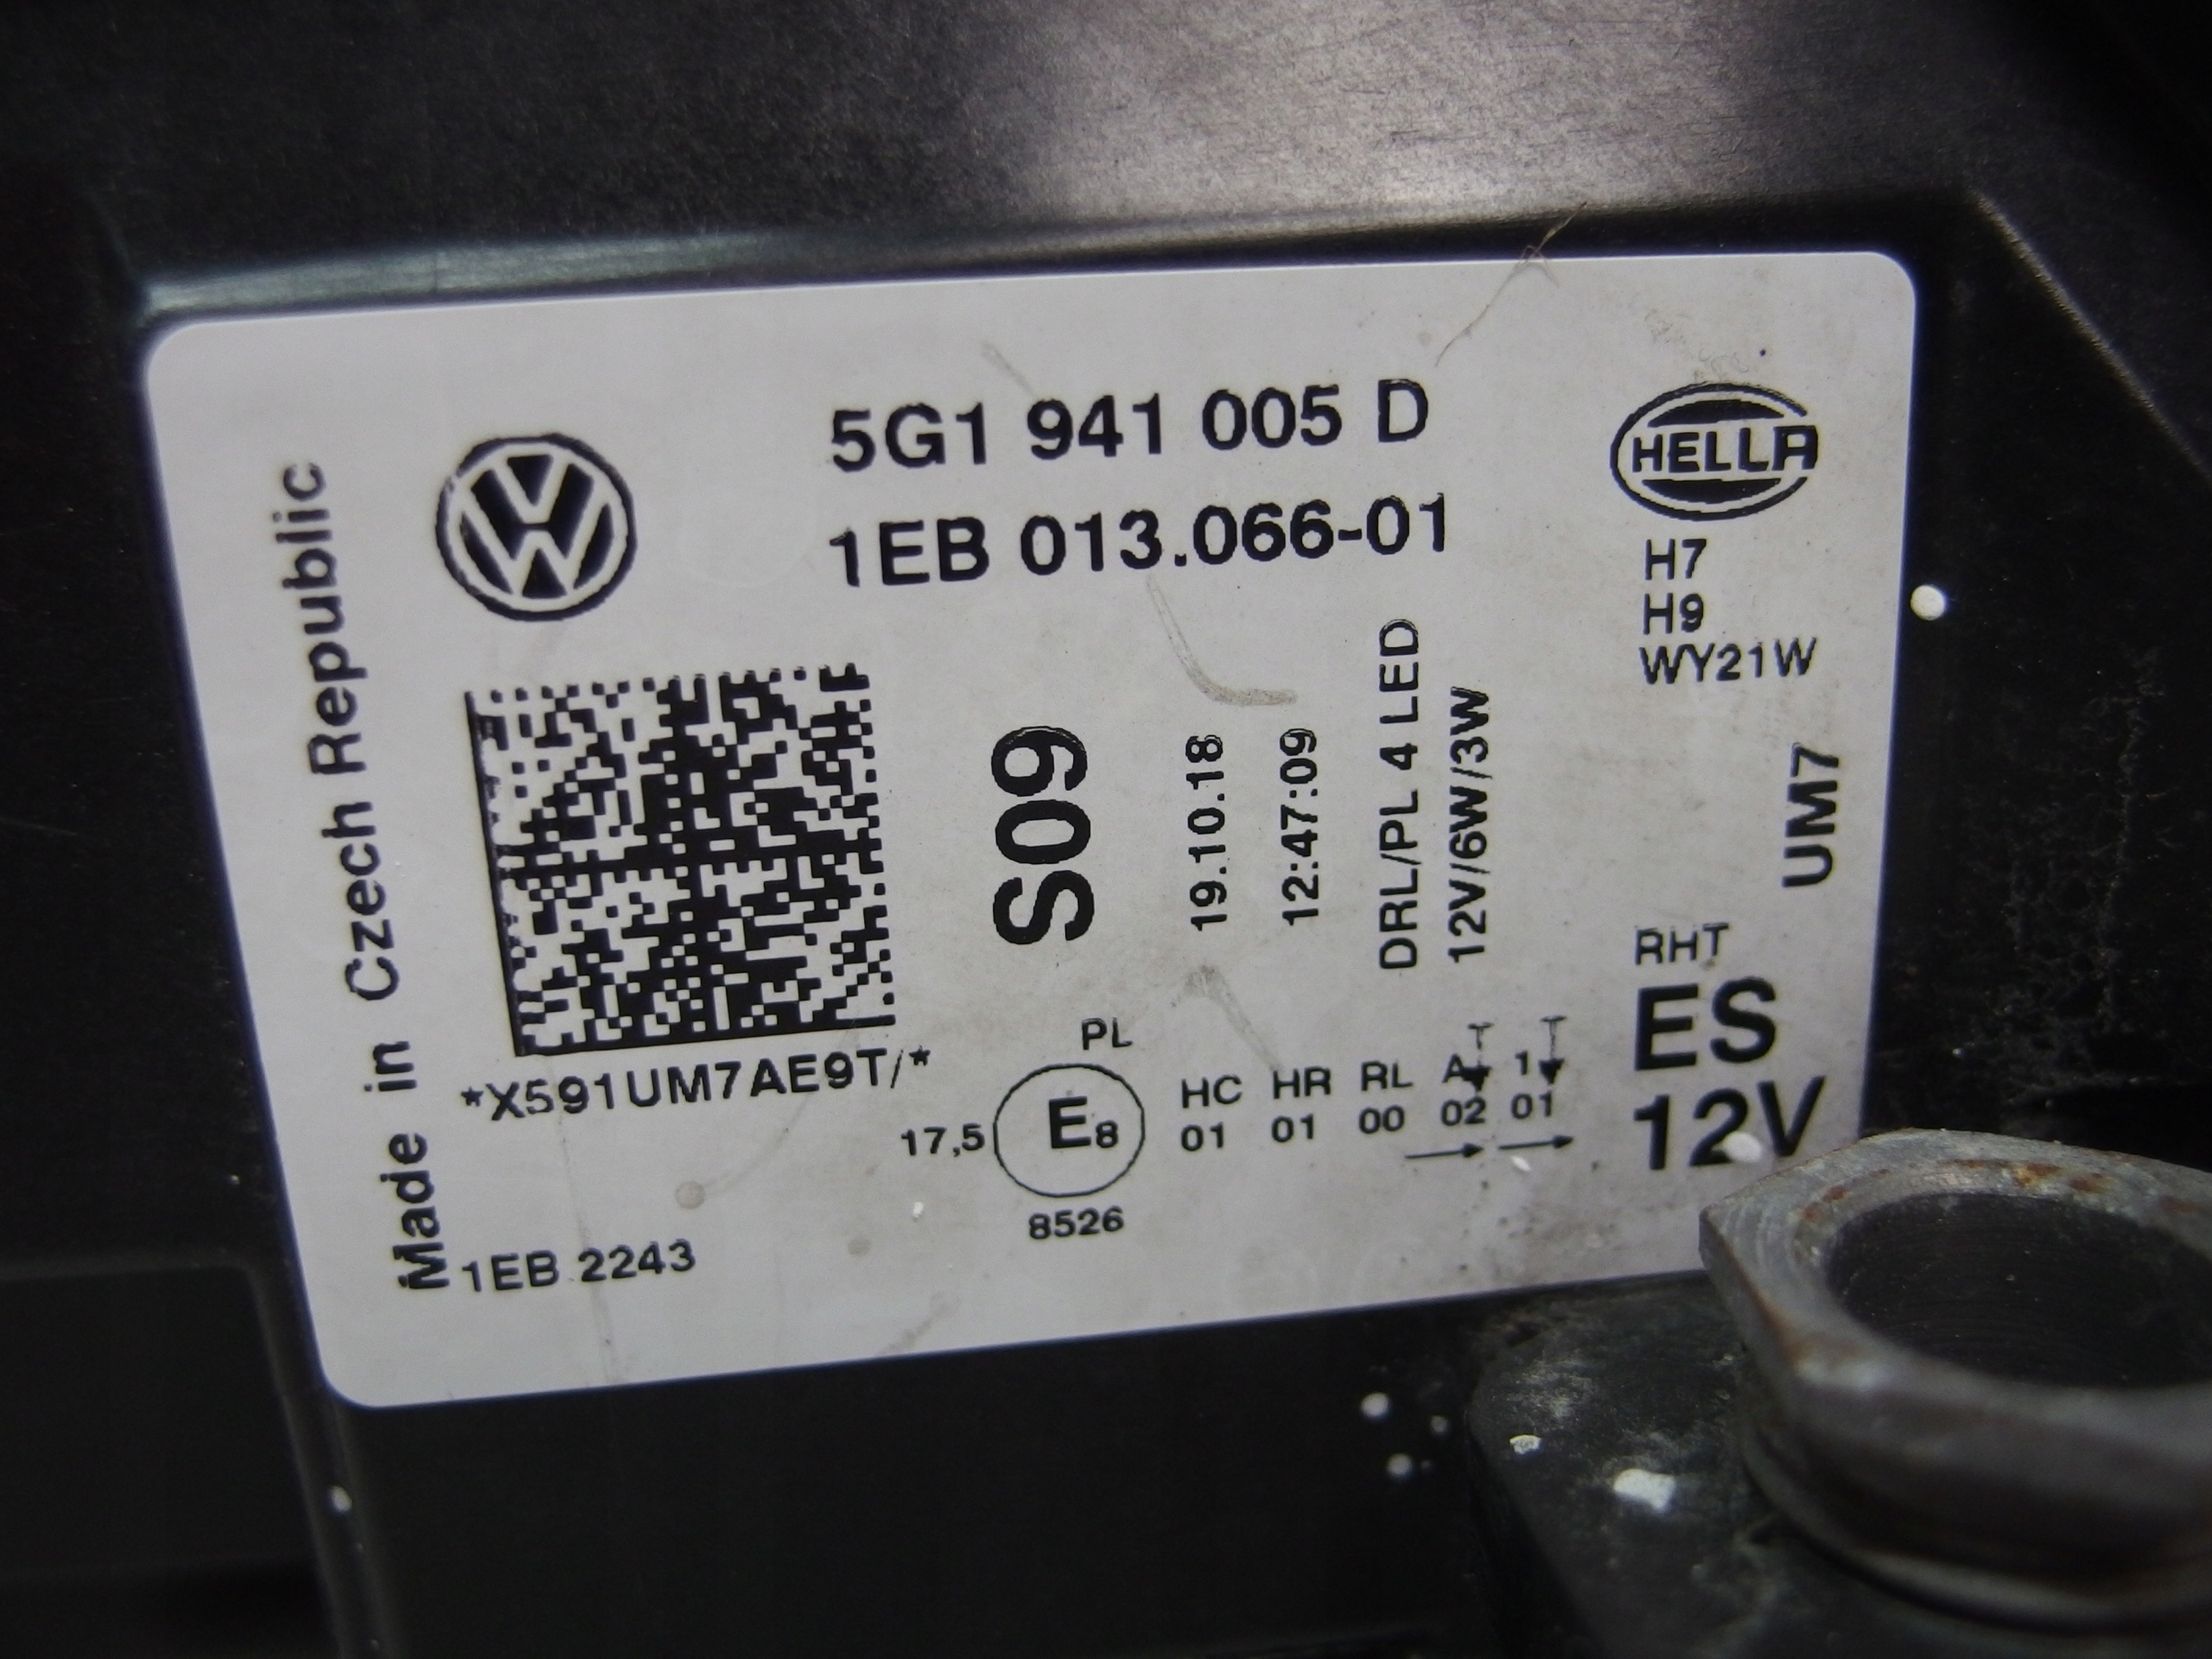 Made in Czech Republic
5G1 941 005 D
1EB 013.066-01
HELLA
H7
H9
WY21W
S09
19.10.18
12:47:09
DRL/PL 4 LED
12V/6W/3W
UM7
*X591UM7AE9T/*
RHT
ES
12V
PL
17,5 E8
8526
HC HR RL A 1
01 01 00 02 01
1EB 2243